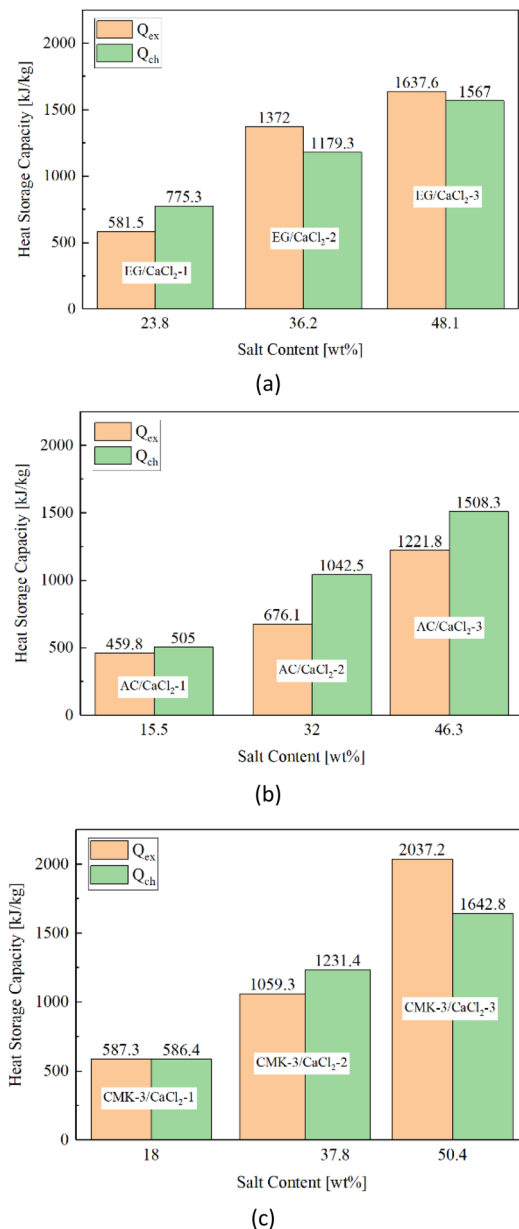 Q_ex
Q_ch
2000
1500
1000
500
0
Heat Storage Capacity [kJ/kg]
581.5
775.3
1372
1179.3
1637.6
1567
EG/CaCl₂-1
EG/CaCl₂-2
EG/CaCl₂-3
23.8
36.2
48.1
Salt Content [wt%]
(a)
Q_ex
Q_ch
2000
1500
1000
500
0
Heat Storage Capacity [kJ/kg]
459.8
505
676.1
1042.5
1221.8
1508.3
AC/CaCl₂-1
AC/CaCl₂-2
AC/CaCl₂-3
15.5
32
46.3
Salt Content [wt%]
(b)
Q_ex
Q_ch
2000
1500
1000
500
0
Heat Storage Capacity [kJ/kg]
587.3
586.4
1059.3
1231.4
2037.2
1642.8
CMK-3/CaCl₂-1
CMK-3/CaCl₂-2
CMK-3/CaCl₂-3
18
37.8
50.4
Salt Content [wt%]
(c)